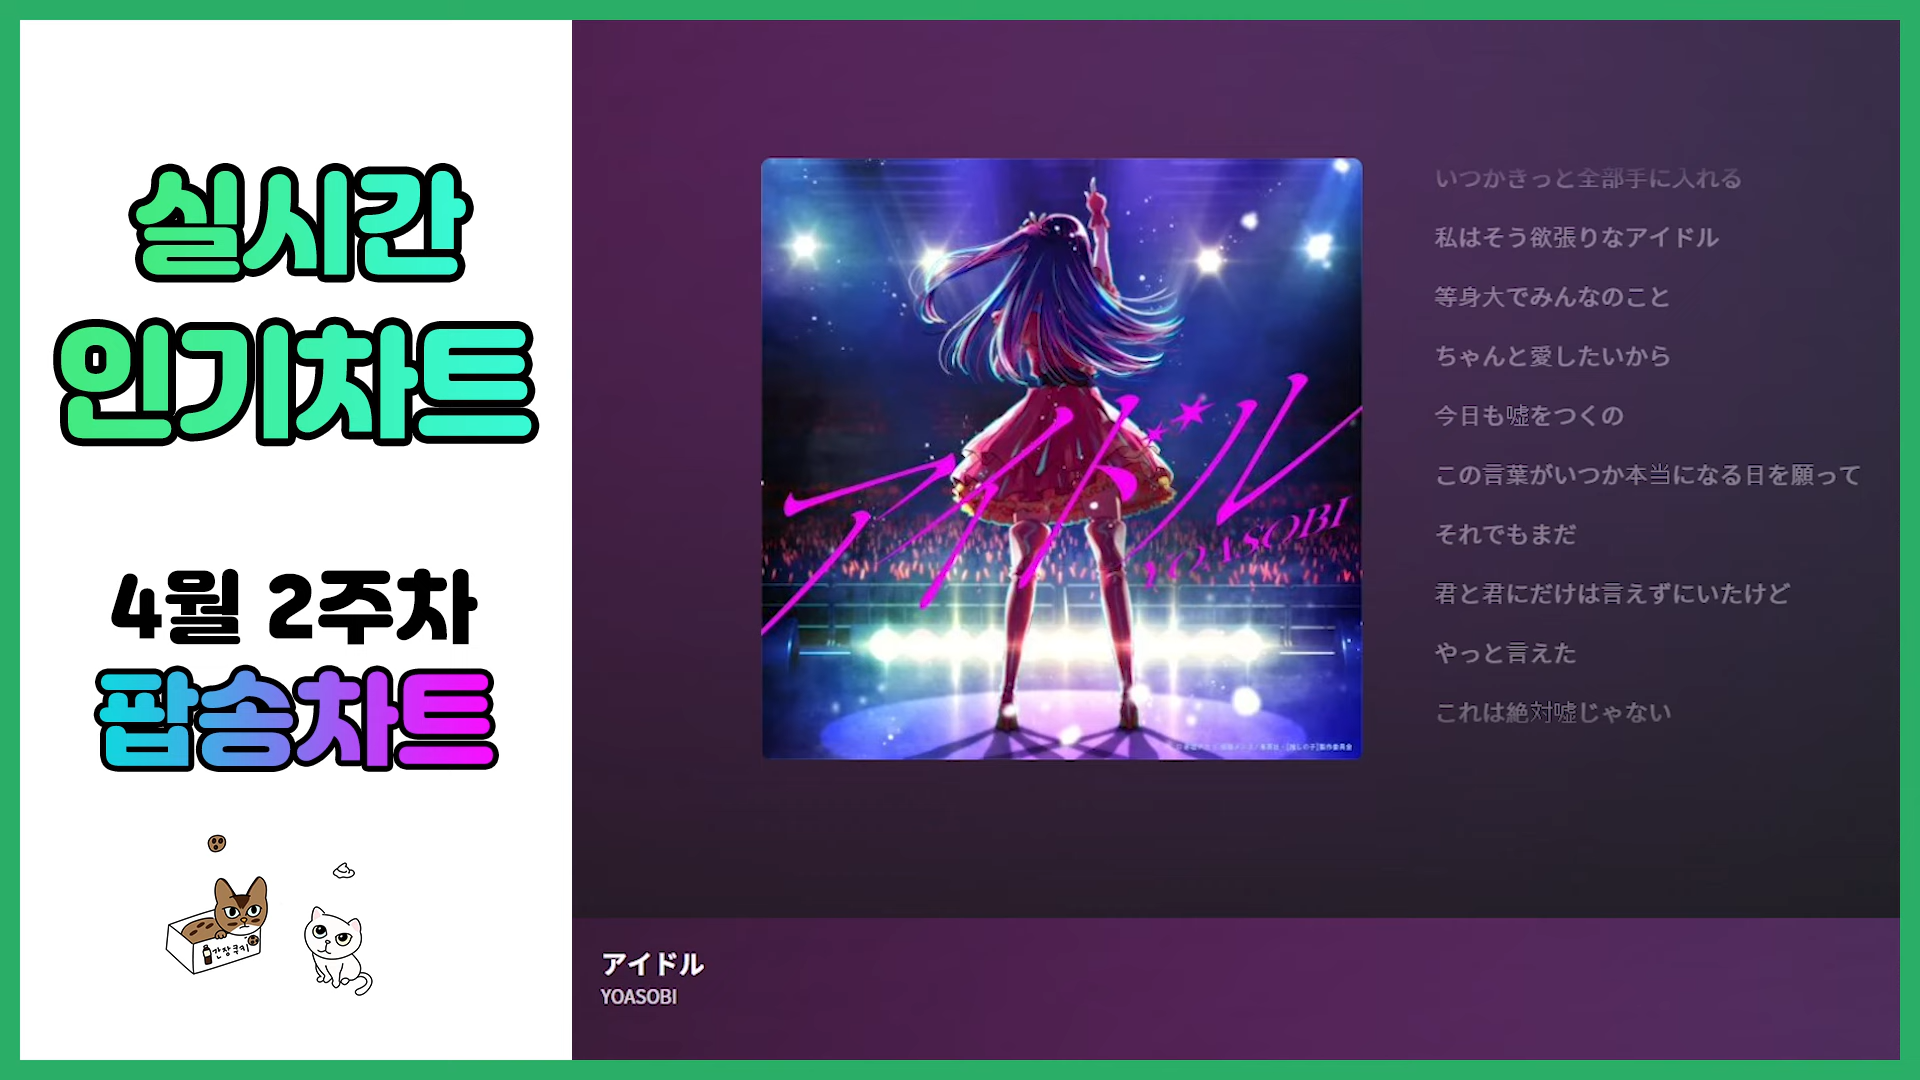 실시간
인기차트
4월 2주차
팝송차트
간장쿠키
アイドル
YOASOBI
いつかきっと全部手に入れる
私はそう欲張りなアイドル
等身大でみんなのこと
ちゃんと愛したいから
今日も嘘をつくの
この言葉がいつか本当になる日を願って
それでもまだ
君と君にだけは言えずにいたけど
やっと言えた
これは絶対嘘じゃない
アイドル
YOASOBI